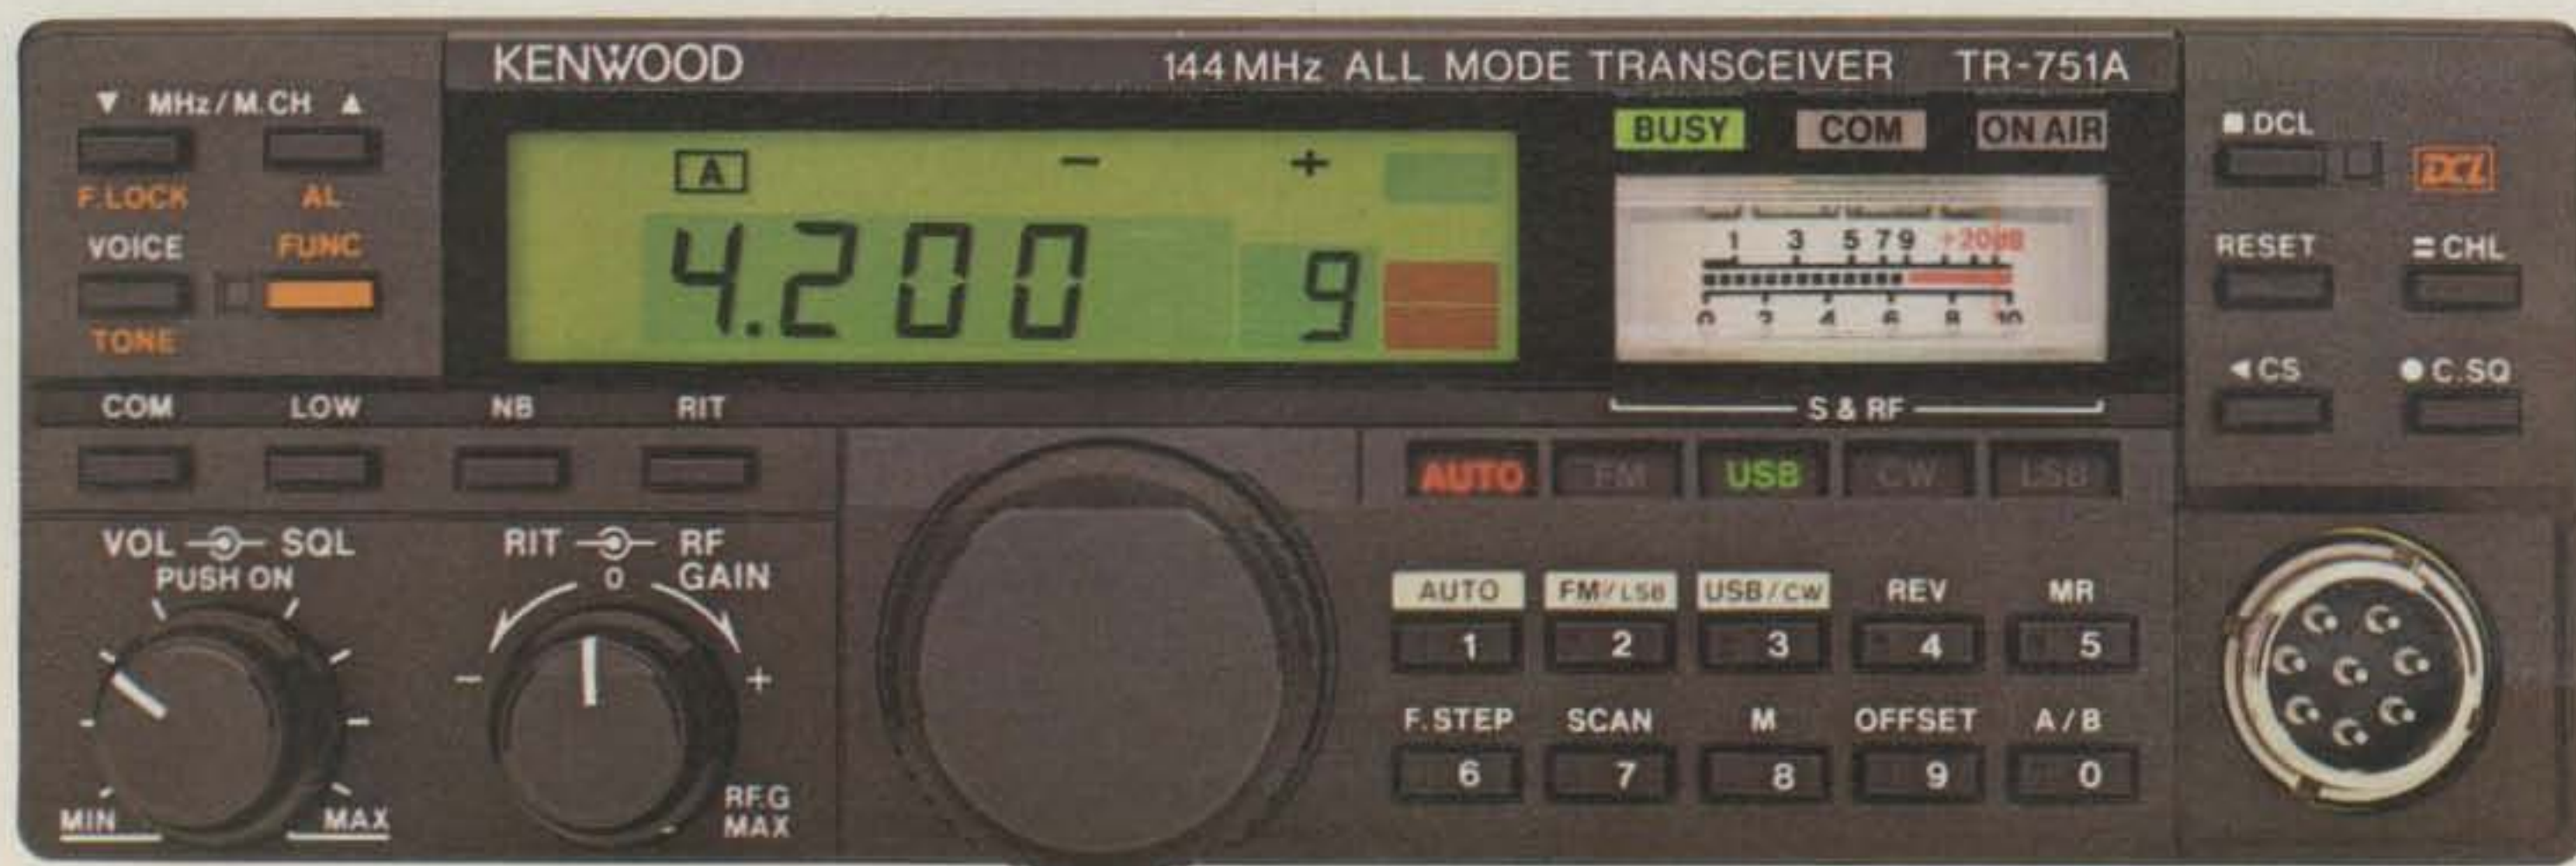 KENWOOD 144 MHz ALL MODE TRANSCEIVER TR-751A
▼ MHz/M.CH ▲
F.LOCK AL
VOICE FUNC
TONE
A - +
4.200 9
BUSY COM ON AIR
1 3 5 7 9 +20dB
0 2 4 6 8 10
S & RF
■ DCL DCL
RESET = CHL
◄ CS ● C.SQ
COM LOW NB RIT
AUTO FM USB CW LSB
VOL SQL
PUSH ON
MIN MAX
RIT RF
0 GAIN
- +
RF.G
MAX
AUTO FM/LSB USB/CW REV MR
1 2 3 4 5
F.STEP SCAN M OFFSET A/B
6 7 8 9 0